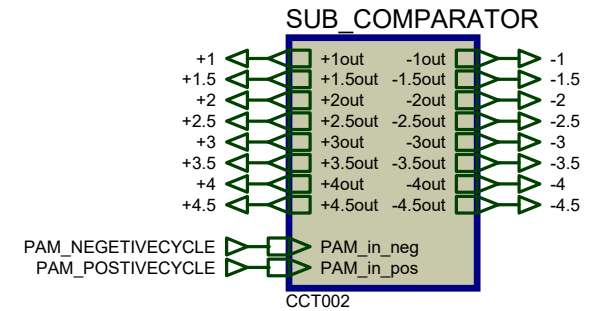 SUB_COMPARATOR
+1 +1out -1out -1
+1.5 +1.5out -1.5out -1.5
+2 +2out -2out -2
+2.5 +2.5out -2.5out -2.5
+3 +3out -3out -3
+3.5 +3.5out -3.5out -3.5
+4 +4out -4out -4
+4.5 +4.5out -4.5out -4.5
PAM_NEGETIVECYCLE PAM_in_neg
PAM_POSTIVECYCLE PAM_in_pos
CCT002